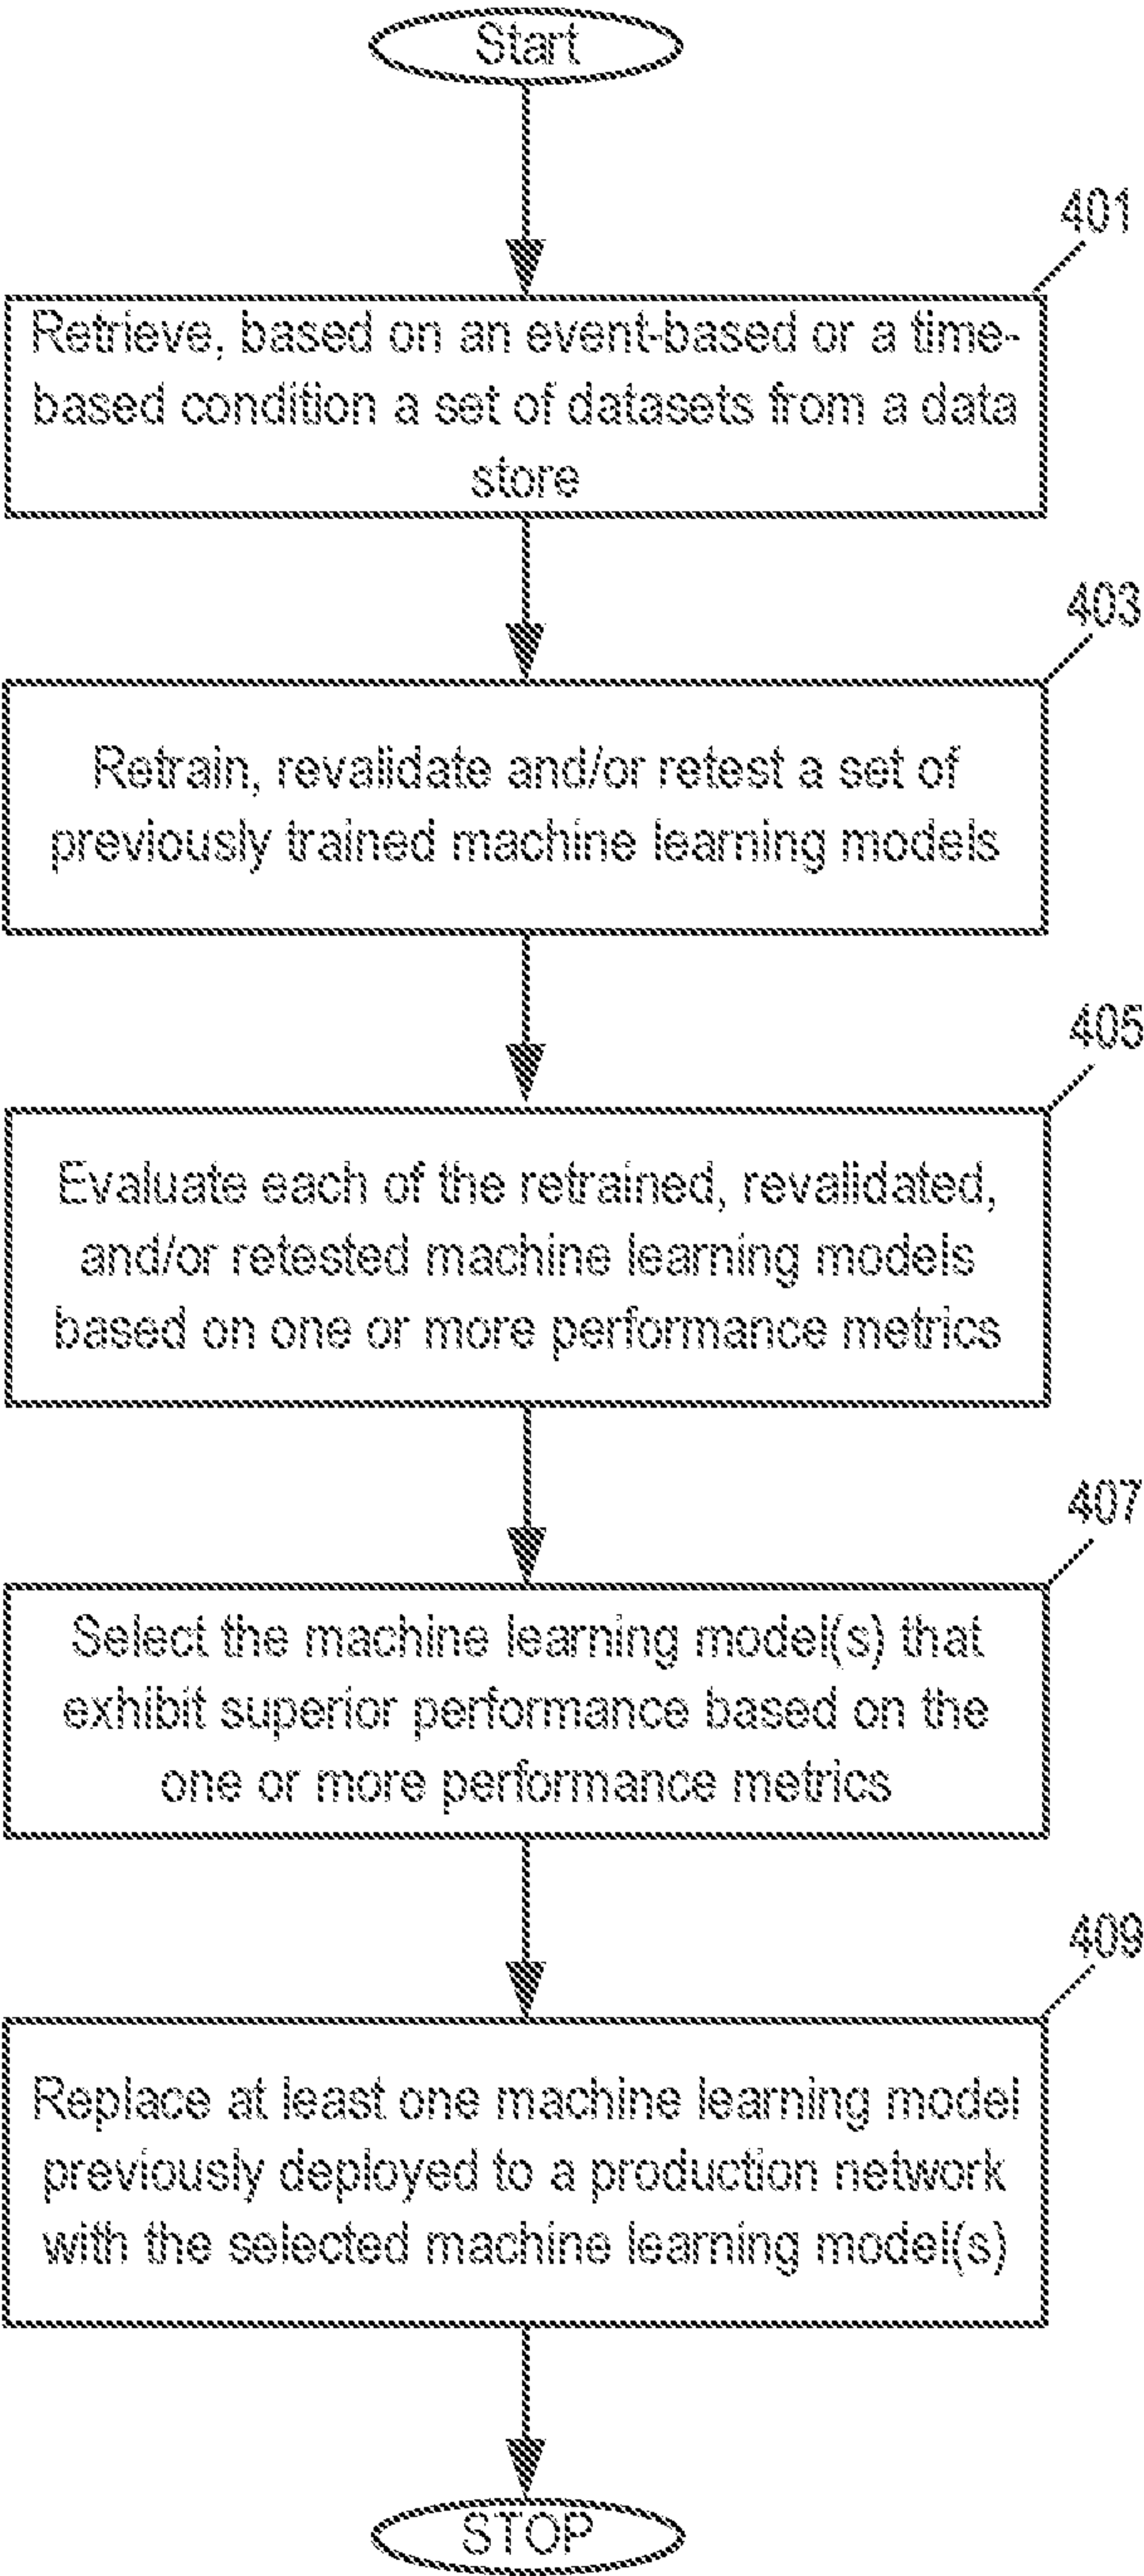 Start
401
Retrieve, based on an event-based or a time-
based condition a set of datasets from a data
store
403
Retrain, revalidate and/or retest a set of
previously trained machine learning models
405
Evaluate each of the retrained, revalidated,
and/or retested machine learning models
based on one or more performance metrics
407
Select the machine learning model(s) that
exhibit superior performance based on the
one or more performance metrics
409
Replace at least one machine learning model
previously deployed to a production network
with the selected machine learning model(s)
STOP